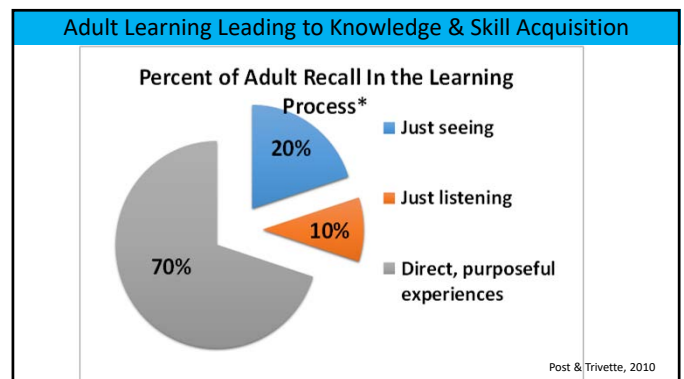 Adult Learning Leading to Knowledge & Skill Acquisition
Percent of Adult Recall In the Learning
Process*
20%
Just seeing
10%
Just listening
70%
Direct, purposeful
experiences
Post & Trivette, 2010